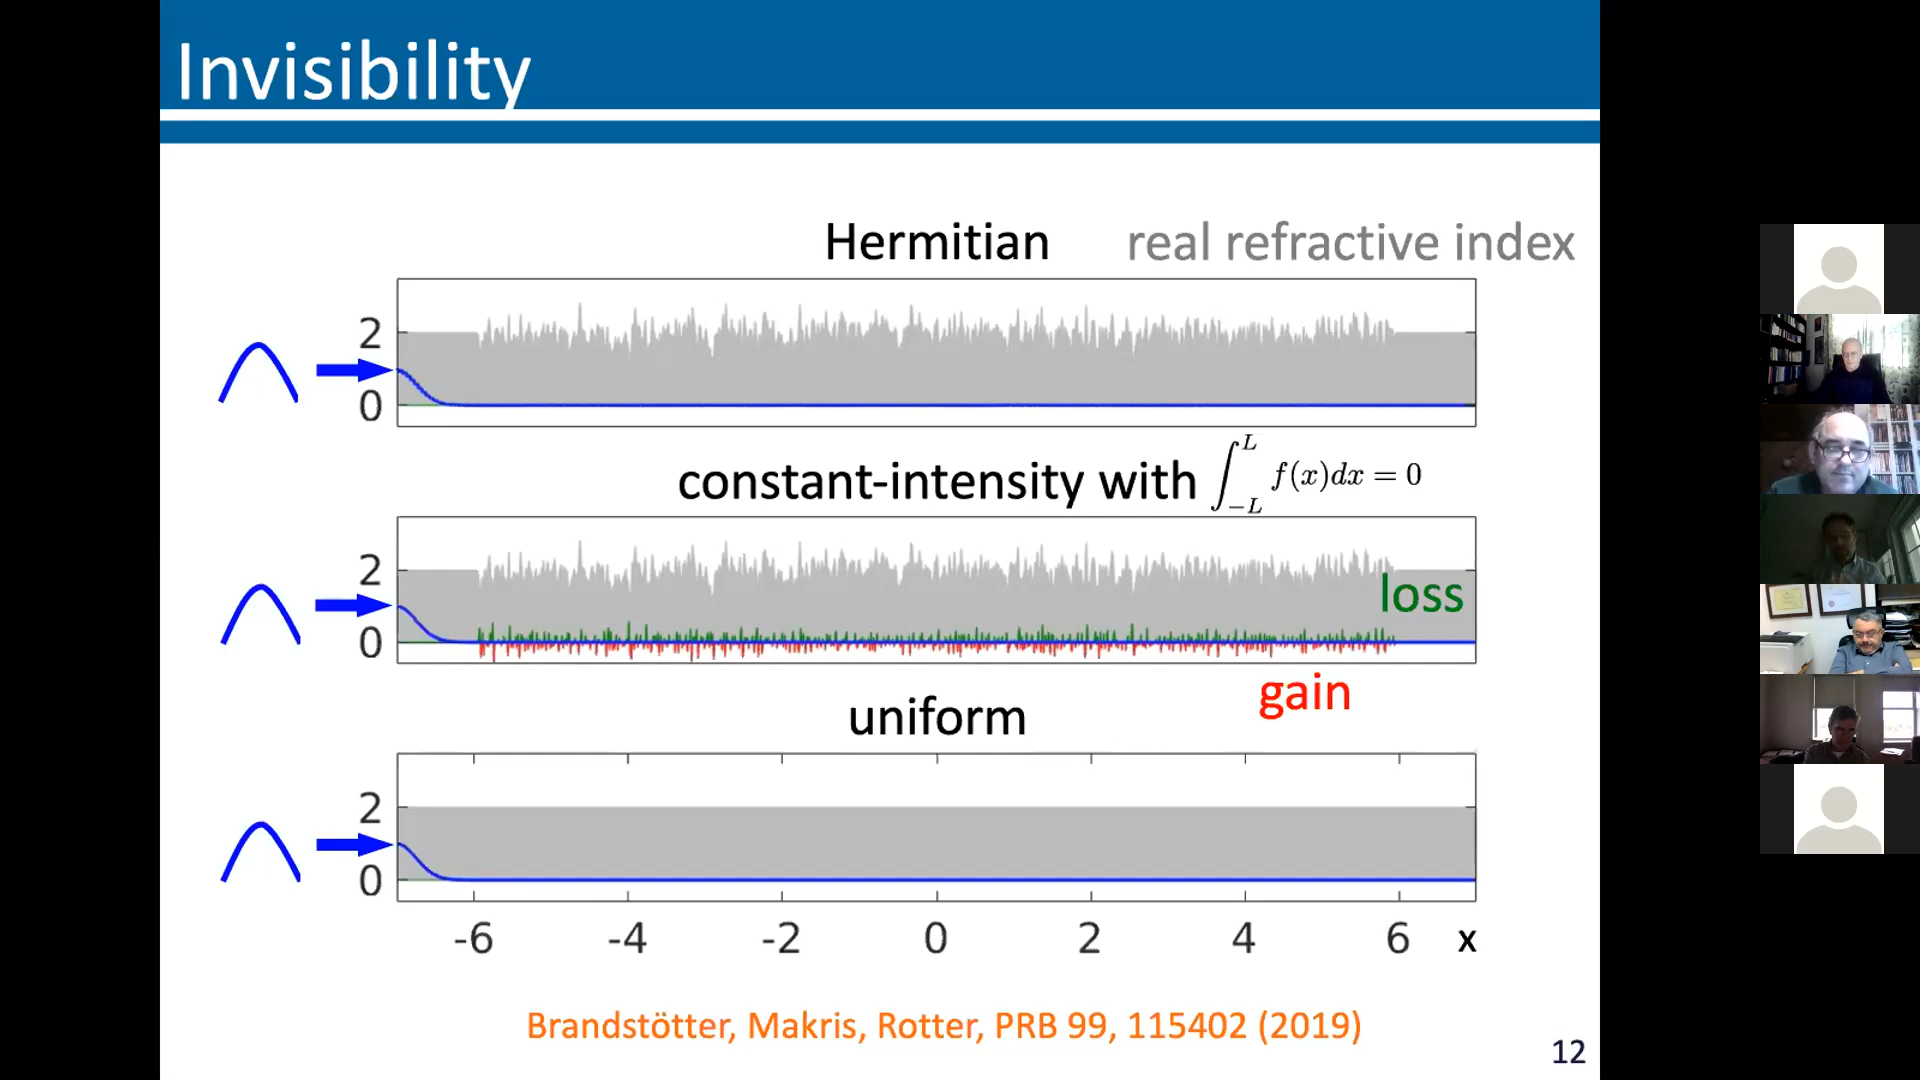 Invisibility
Hermitian real refractive index
2
0
constant-intensity with ∫_{-L}^{L} f(x)dx = 0
2
loss
0
gain
uniform
2
0
-6 -4 -2 0 2 4 6 x
Brandstötter, Makris, Rotter, PRB 99, 115402 (2019)
12